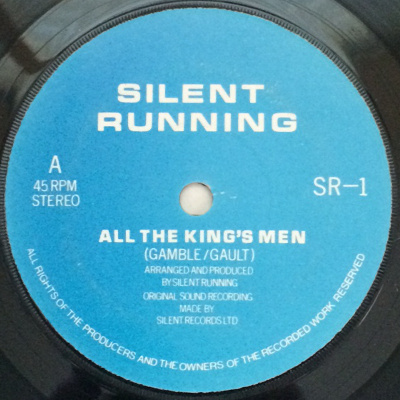 SILENT
RUNNING
A
45 RPM
STEREO
SR-1
ALL THE KING'S MEN
(GAMBLE/GAULT)
ARRANGED AND PRODUCED
BY SILENT RUNNING
ORIGINAL SOUND RECORDING
MADE BY
SILENT RECORDS LTD
ALL RIGHTS OF THE PRODUCERS AND THE OWNERS OF THE RECORDED WORK RESERVED